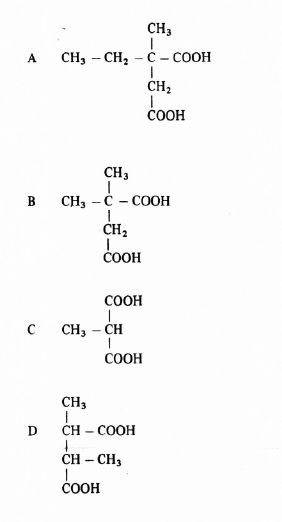 CH₃
A CH₃ – CH₂ – C – COOH
CH₂
COOH
CH₃
B CH₃ – C – COOH
CH₂
COOH
COOH
C CH₃ – CH
COOH
CH₃
D CH – COOH
CH – CH₃
COOH